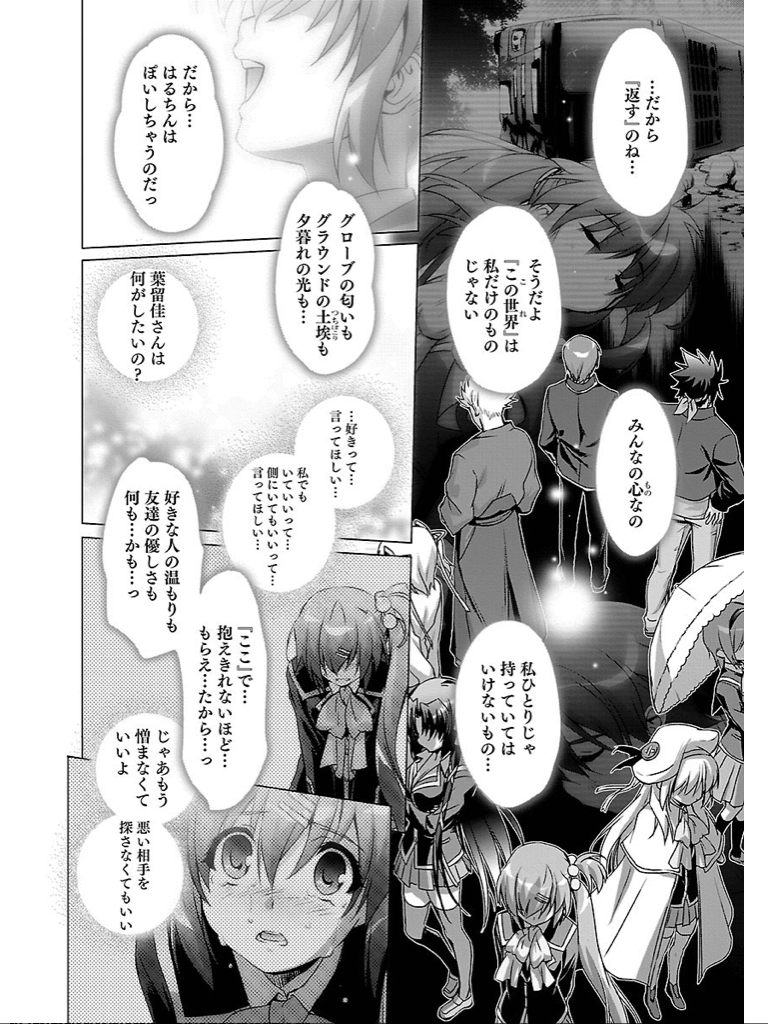 …だから
『返す』のね…
そうだよ
『この世界』は
これ
私だけのもの
じゃない
みんなの心なの
もの
私ひとりじゃ
持っていては
いけないもの…
だから…
はるちんは
ぽいしちゃうのだっ
グローブの匂いも
グラウンドの土埃も
つちぼこり
夕暮れの光も…
葉留佳さんは
何がしたいの？
…好きって…
言ってほしい…
私でも
いていいって…
側にいてもいいって…
言ってほしい…
好きな人の温もりも
友達の優しさも
何も…かも…っ
『ここ』で…
抱えきれないほど…
もらえ…たから…っ
じゃあもう
憎まなくて
いいよ
悪い相手を
探さなくてもいい